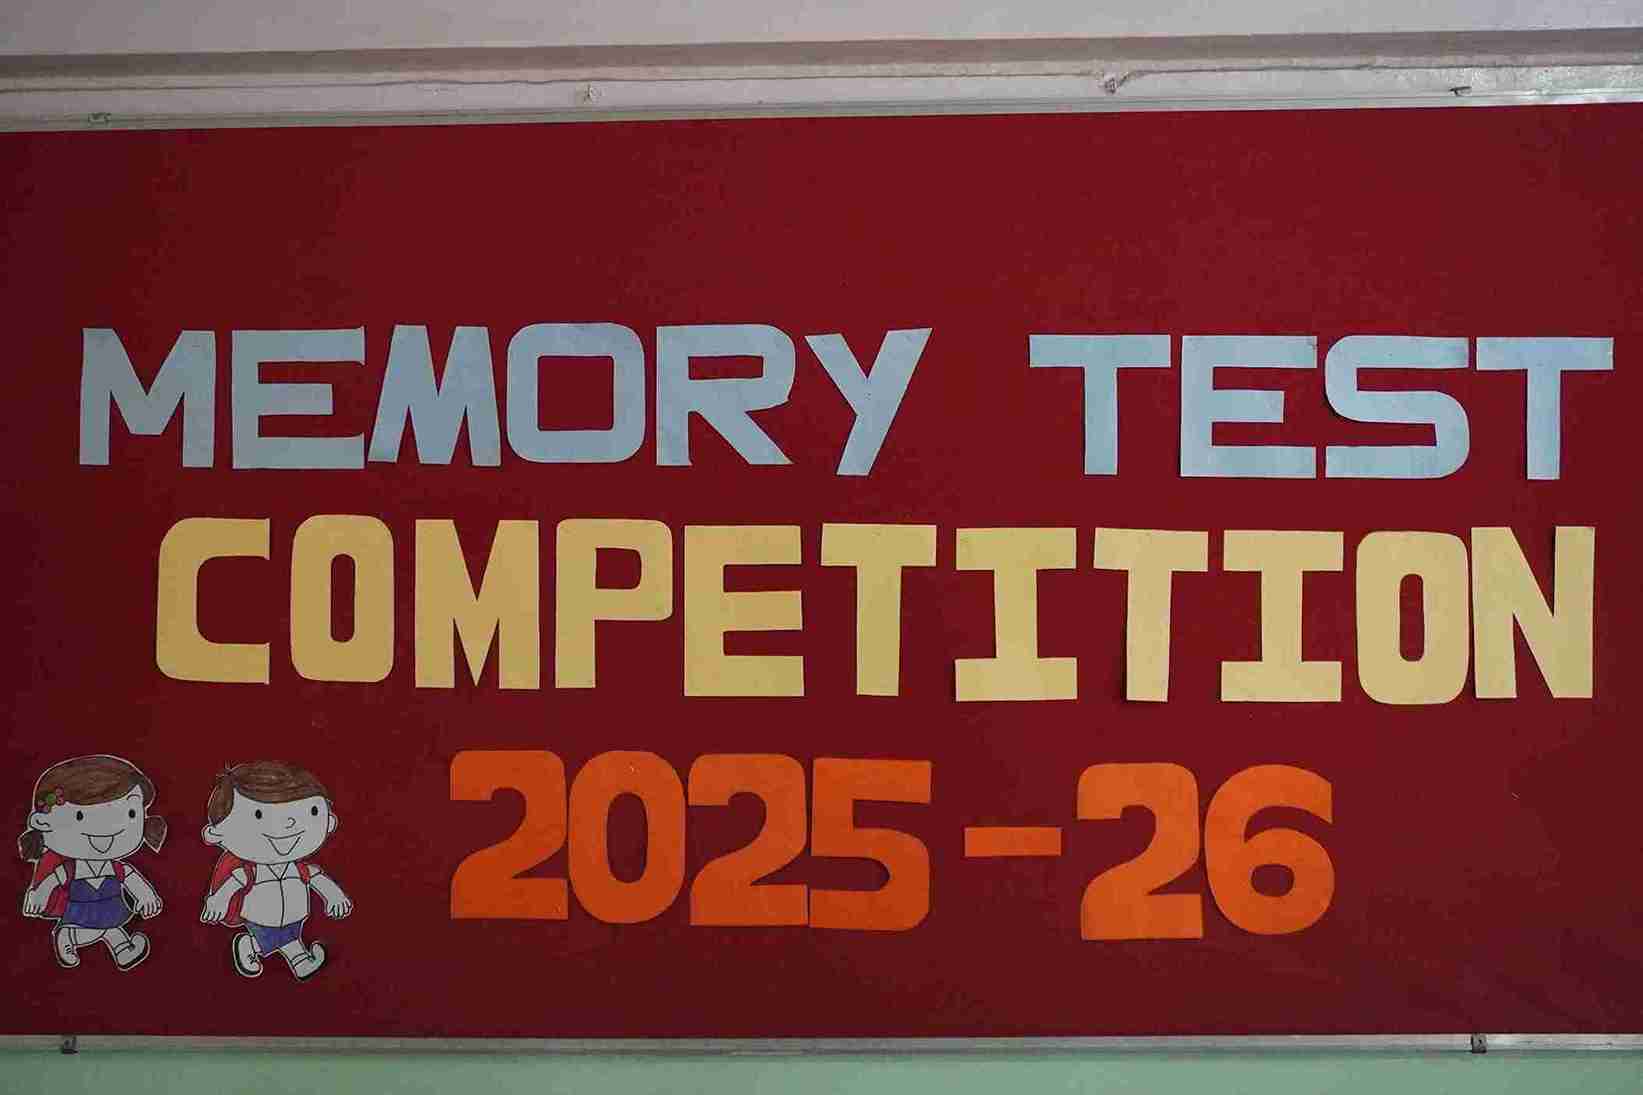 MEMORY TEST
COMPETITION
2025-26